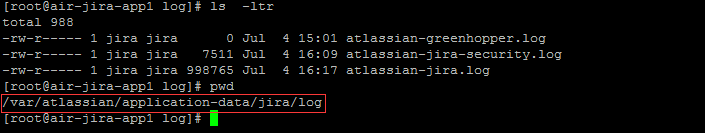 [root@air-jira-app1 log]# ls  -ltr
total 988
-rw-r----- 1 jira jira      0 Jul  4 15:01 atlassian-greenhopper.log
-rw-r----- 1 jira jira   7511 Jul  4 16:09 atlassian-jira-security.log
-rw-r----- 1 jira jira 998765 Jul  4 16:17 atlassian-jira.log
[root@air-jira-app1 log]# pwd
/var/atlassian/application-data/jira/log
[root@air-jira-app1 log]#